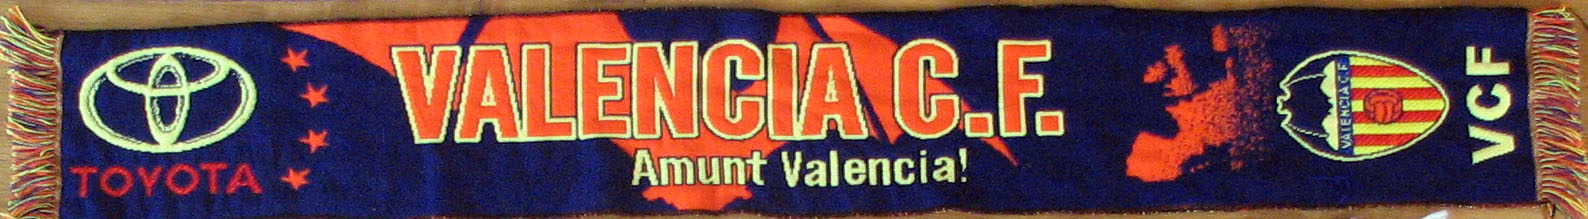 TOYOTA
VALENCIA C.F.
Amunt Valencia!
VALENCIA C.F
VCF